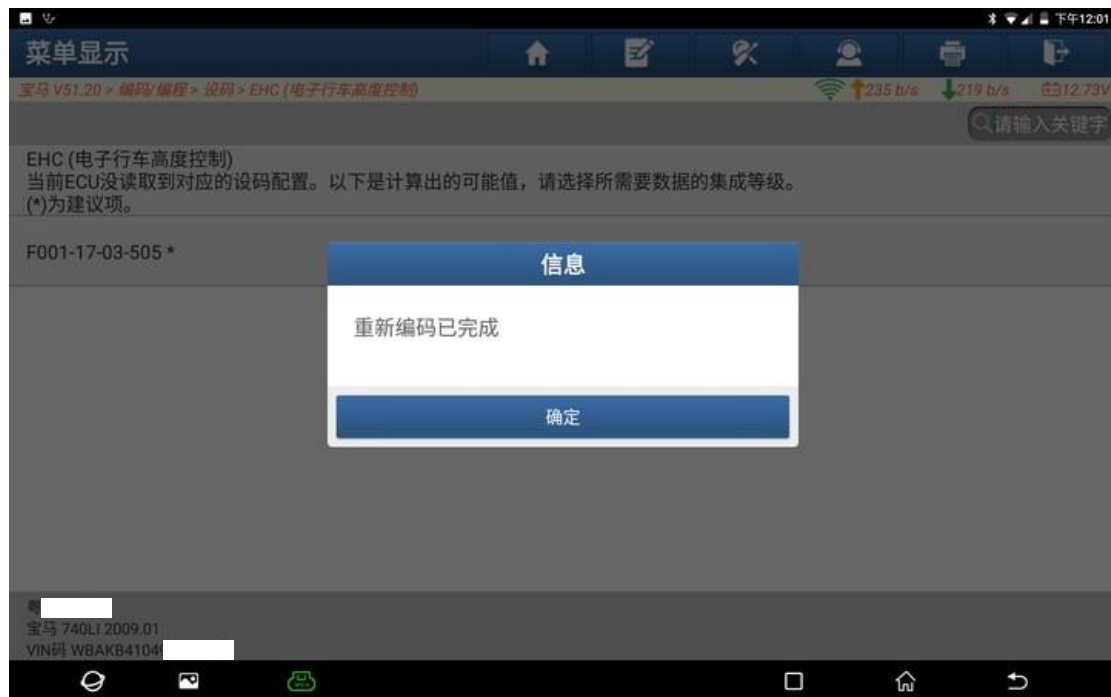 下午12:01
菜单显示
宝马 V51.20 > 编码/编程 > 设码 > EHC (电子行车高度控制)
235 b/s
219 b/s
12.73V
请输入关键字
EHC (电子行车高度控制)
当前ECU没读取到对应的设码配置。以下是计算出的可能值，请选择所需要数据的集成等级。
(*)为建议项。
F001-17-03-505 *
信息
重新编码已完成
确定
宝马 740LI 2009.01
VIN码 WBAKB41049